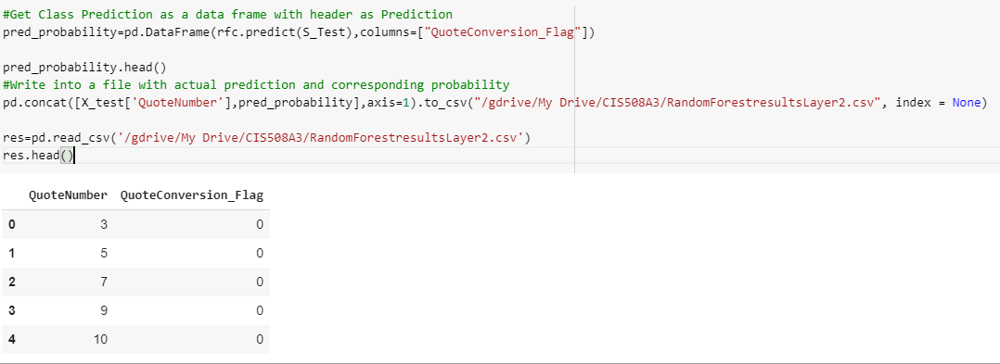 #Get Class Prediction as a data frame with header as Prediction
pred_probability=pd.DataFrame(rfc.predict(S_Test),columns=["QuoteConversion_Flag"])
pred_probability.head()
#Write into a file with actual prediction and corresponding probability
pd.concat([X_test['QuoteNumber'],pred_probability],axis=1).to_csv("/gdrive/My Drive/CIS508A3/RandomForestresultsLayer2.csv", index = None)
res=pd.read_csv('/gdrive/My Drive/CIS508A3/RandomForestresultsLayer2.csv')
res.head()
QuoteNumber QuoteConversion_Flag
0 3 0
1 5 0
2 7 0
3 9 0
4 10 0